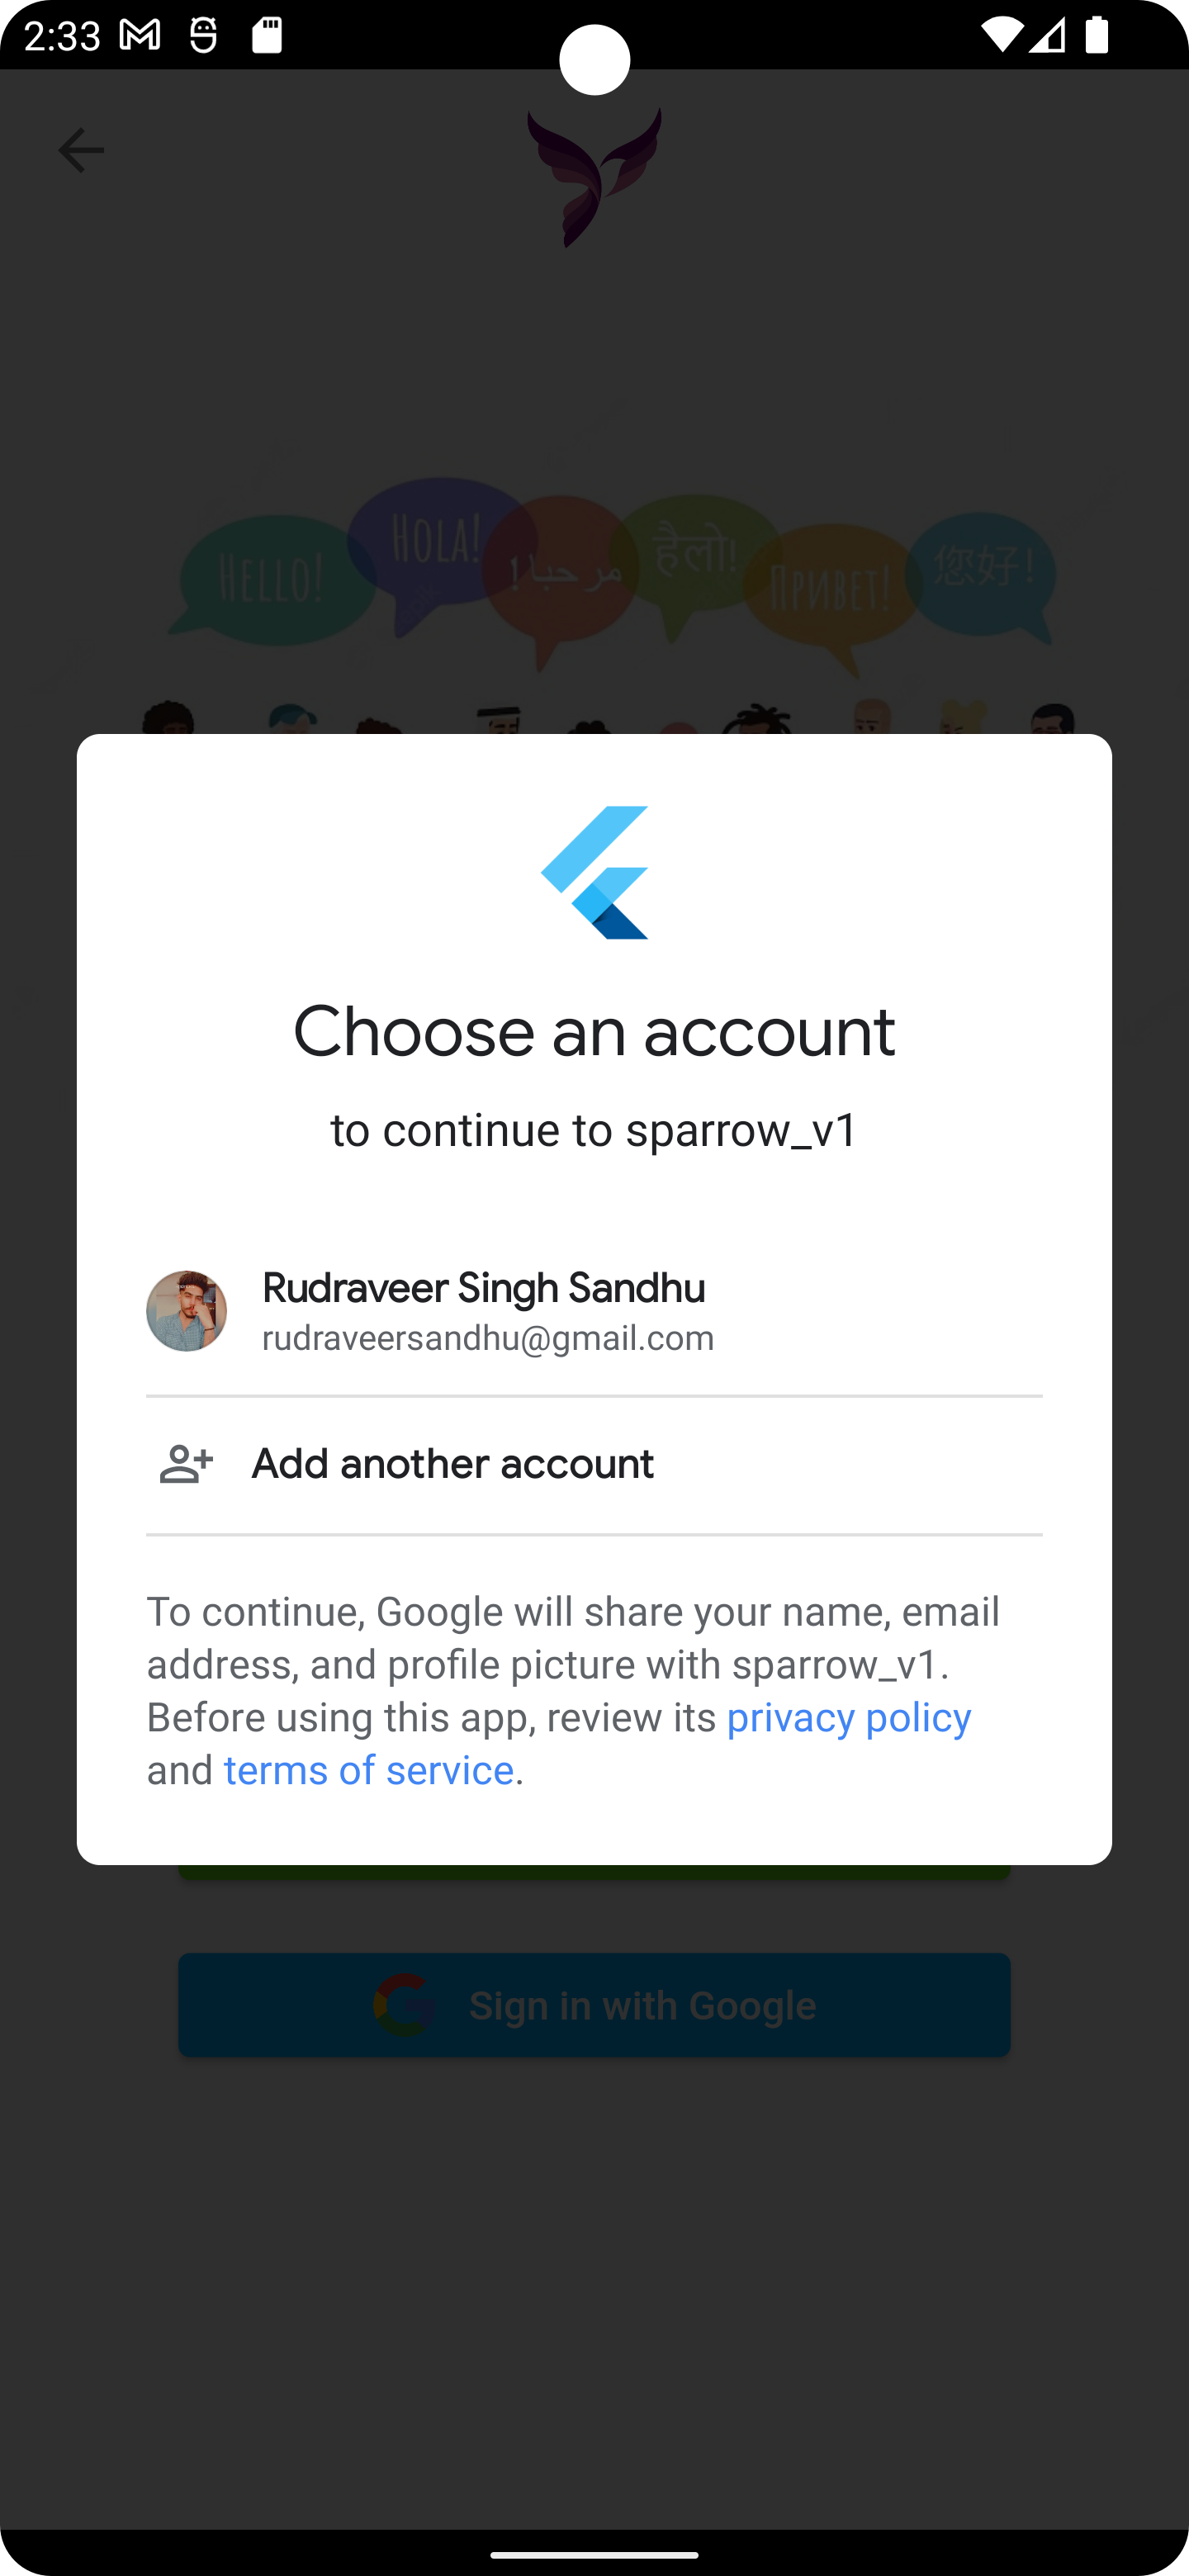 2:33
HELLO!
HOLA!
مرحبا!
हैलो!
ПРИВЕТ!
您好!
Choose an account
to continue to sparrow_v1
Rudraveer Singh Sandhu
rudraveersandhu@gmail.com
Add another account
To continue, Google will share your name, email
address, and profile picture with sparrow_v1.
Before using this app, review its privacy policy
and terms of service.
Sign in with Google